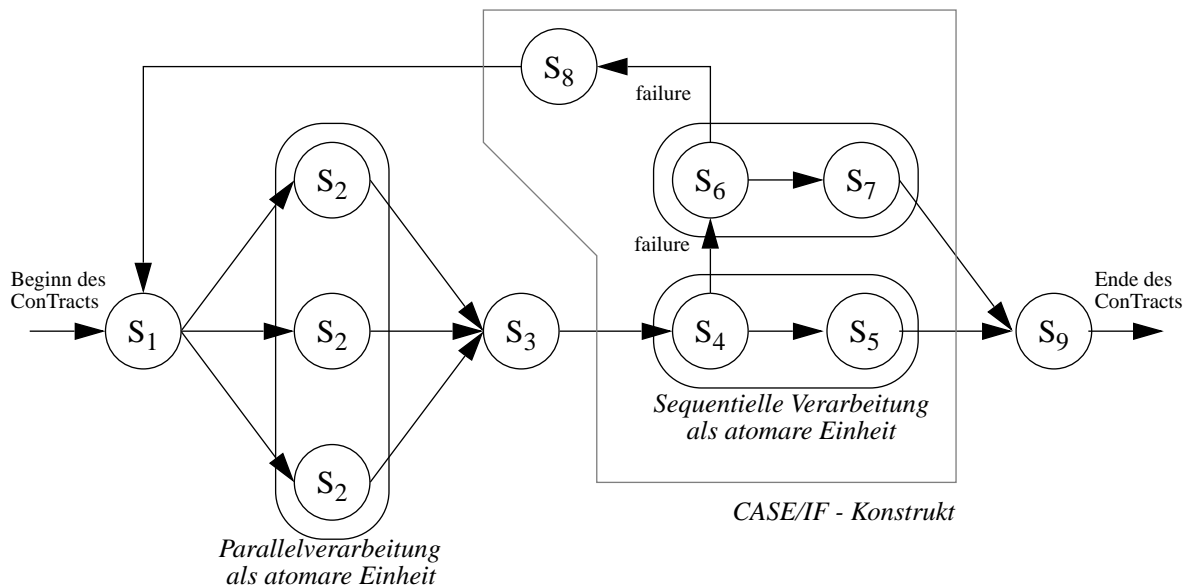 S8
failure
S2
S6
S7
failure
Beginn des
ConTracts
Ende des
ConTracts
S1
S2
S3
S4
S5
S9
Sequentielle Verarbeitung
als atomare Einheit
S2
CASE/IF - Konstrukt
Parallelverarbeitung
als atomare Einheit